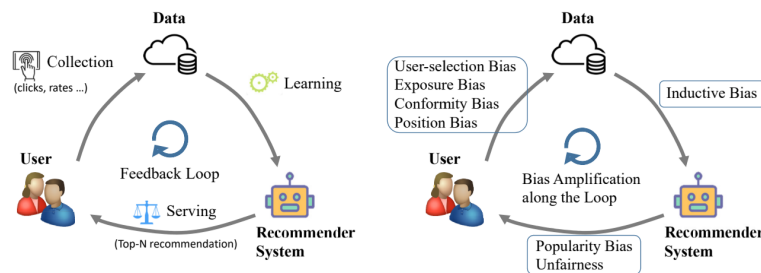 Data
Collection
(clicks, rates ...)
Learning
Feedback Loop
User
Serving
(Top-N recommendation)
Recommender
System
Data
User-selection Bias
Exposure Bias
Conformity Bias
Position Bias
Inductive Bias
Bias Amplification
along the Loop
User
Popularity Bias
Unfairness
Recommender
System